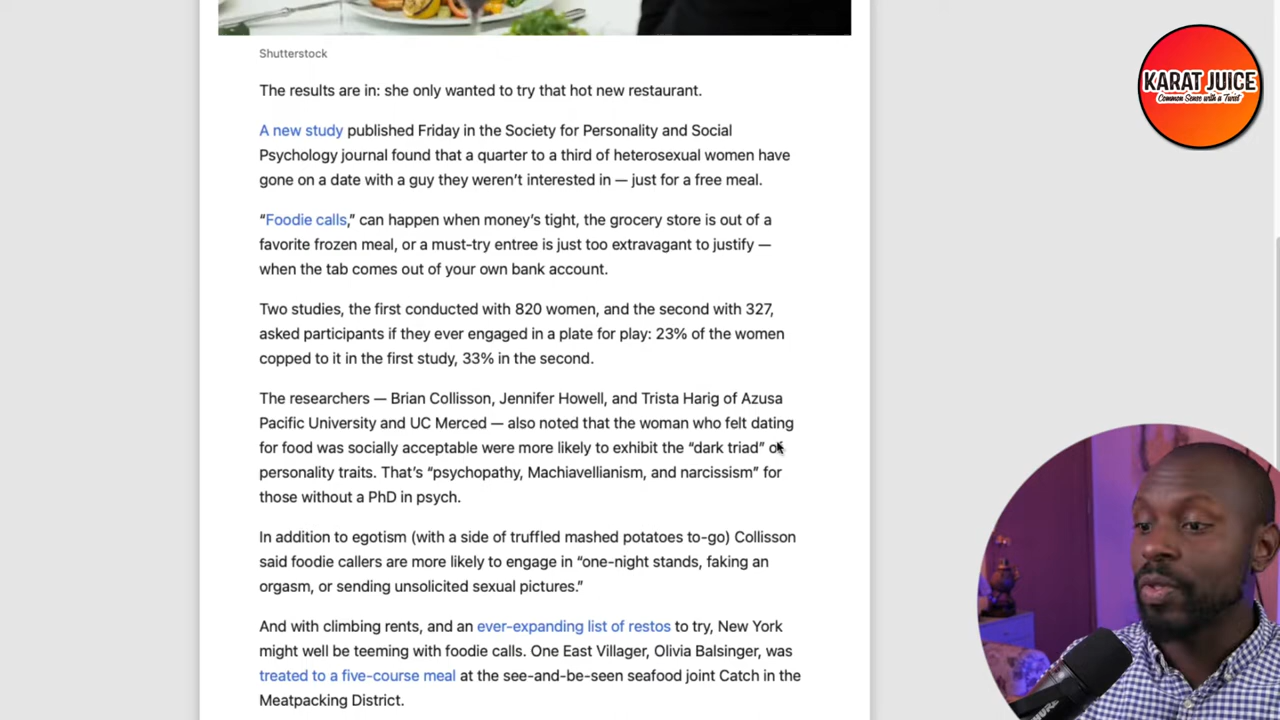 KARAT JUICE
Common Sense with a Twist
Shutterstock
The results are in: she only wanted to try that hot new restaurant.
A new study published Friday in the Society for Personality and Social
Psychology journal found that a quarter to a third of heterosexual women have
gone on a date with a guy they weren’t interested in — just for a free meal.
“Foodie calls,” can happen when money’s tight, the grocery store is out of a
favorite frozen meal, or a must-try entree is just too extravagant to justify —
when the tab comes out of your own bank account.
Two studies, the first conducted with 820 women, and the second with 327,
asked participants if they ever engaged in a plate for play: 23% of the women
copped to it in the first study, 33% in the second.
The researchers — Brian Collisson, Jennifer Howell, and Trista Harig of Azusa
Pacific University and UC Merced — also noted that the woman who felt dating
for food was socially acceptable were more likely to exhibit the “dark triad” of
personality traits. That’s “psychopathy, Machiavellianism, and narcissism” for
those without a PhD in psych.
In addition to egotism (with a side of truffled mashed potatoes to-go) Collisson
said foodie callers are more likely to engage in “one-night stands, faking an
orgasm, or sending unsolicited sexual pictures.”
And with climbing rents, and an ever-expanding list of restos to try, New York
might well be teeming with foodie calls. One East Villager, Olivia Balsinger, was
treated to a five-course meal at the see-and-be-seen seafood joint Catch in the
Meatpacking District.